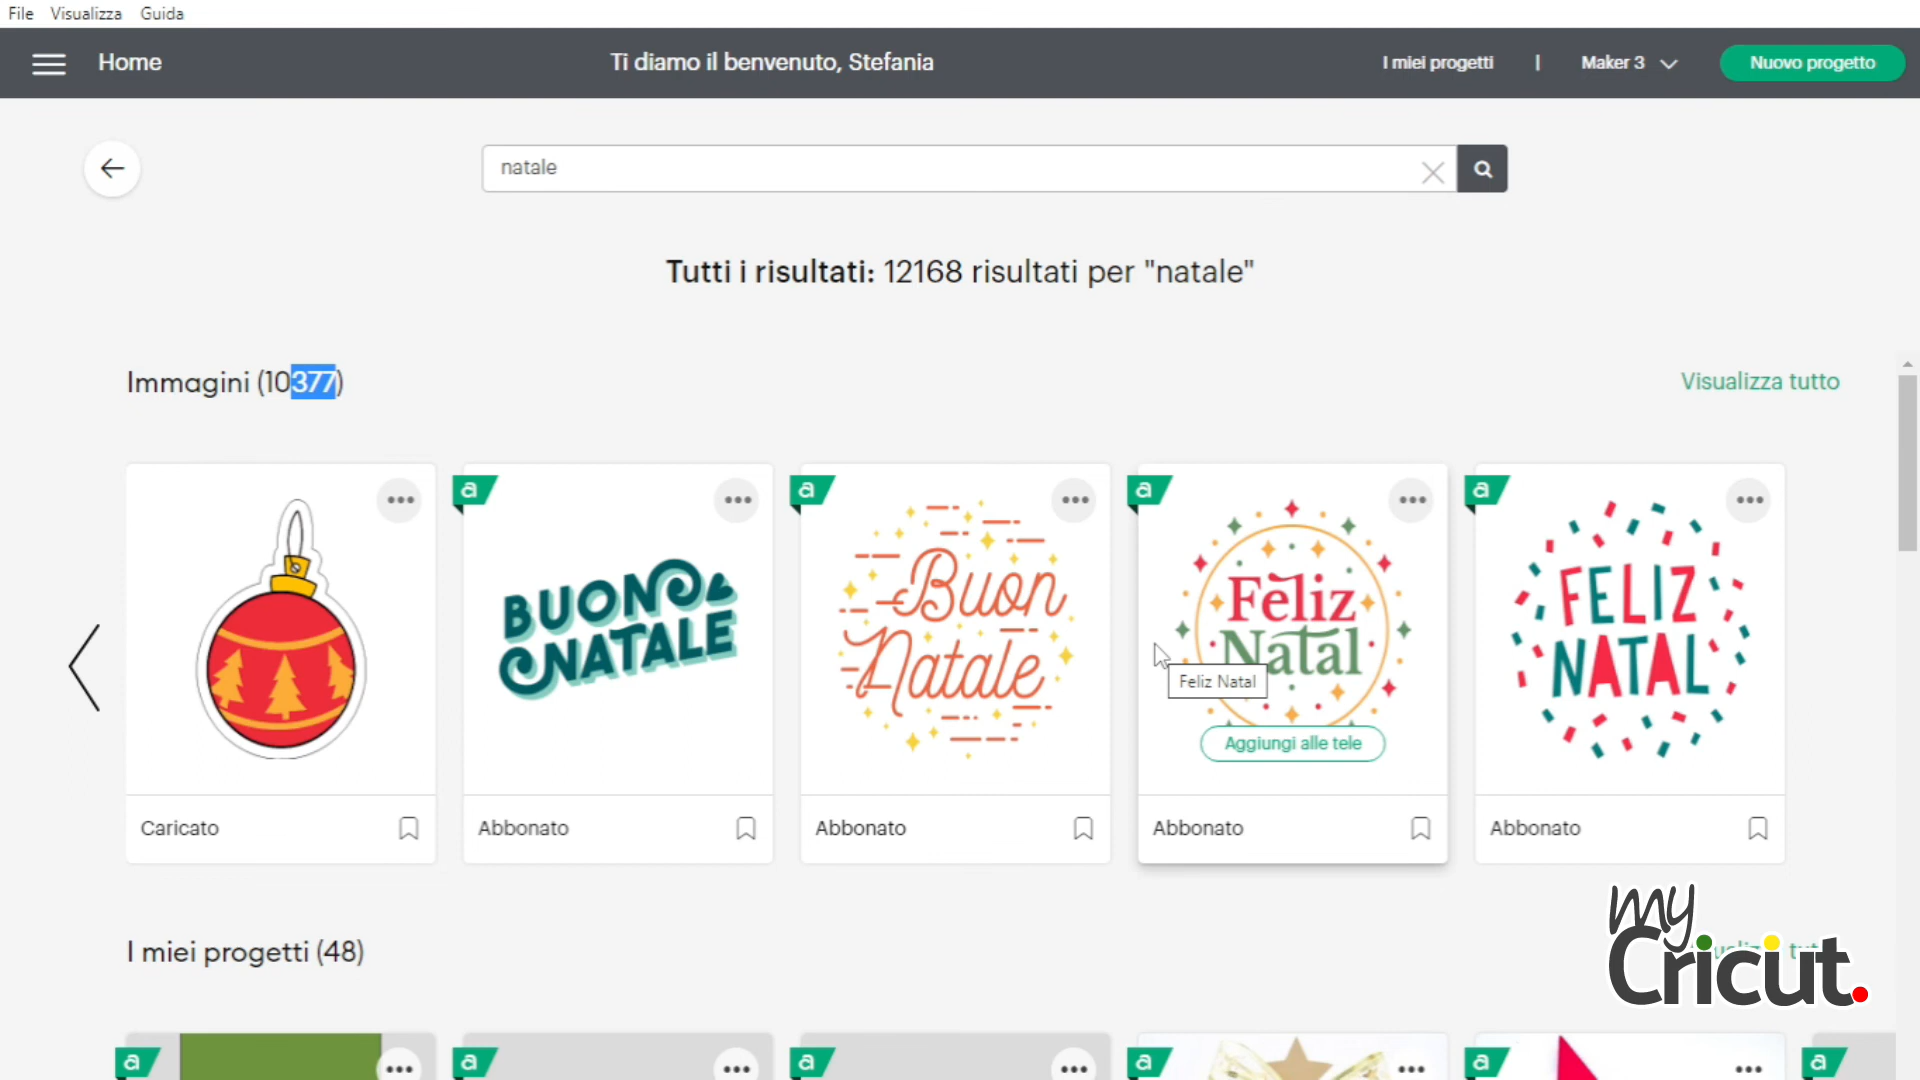 File Visualizza Guida
Home Ti diamo il benvenuto, Stefania I miei progetti | Maker 3 Nuovo progetto
natale
Tutti i risultati: 12168 risultati per "natale"
Immagini (10377) Visualizza tutto
a a a a
BUON NATALE
Buon Natale
Feliz Natal
FELIZ NATAL
Feliz Natal
Aggiungi alle tele
Caricato Abbonato Abbonato Abbonato Abbonato
I miei progetti (48)
my Cricut.
a a a a a a